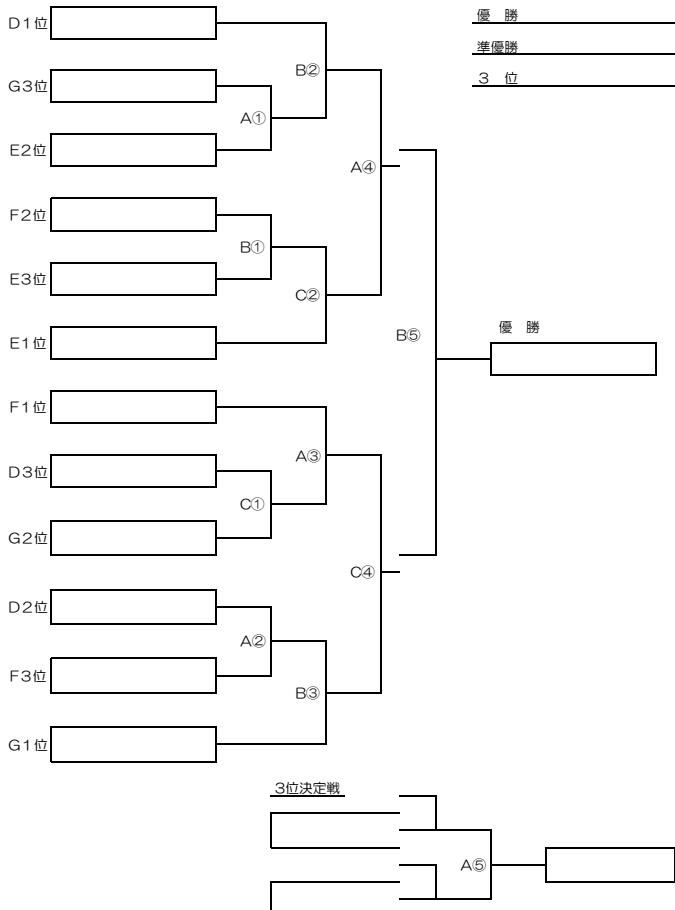 優　勝
準優勝
３　位
D１位
B②
G３位
A①
E２位
A④
F２位
B①
E３位
C②
E１位
B⑤
優　勝
F１位
A③
D３位
C①
G２位
C④
D２位
A②
F３位
B③
G１位
３位決定戦
A⑤